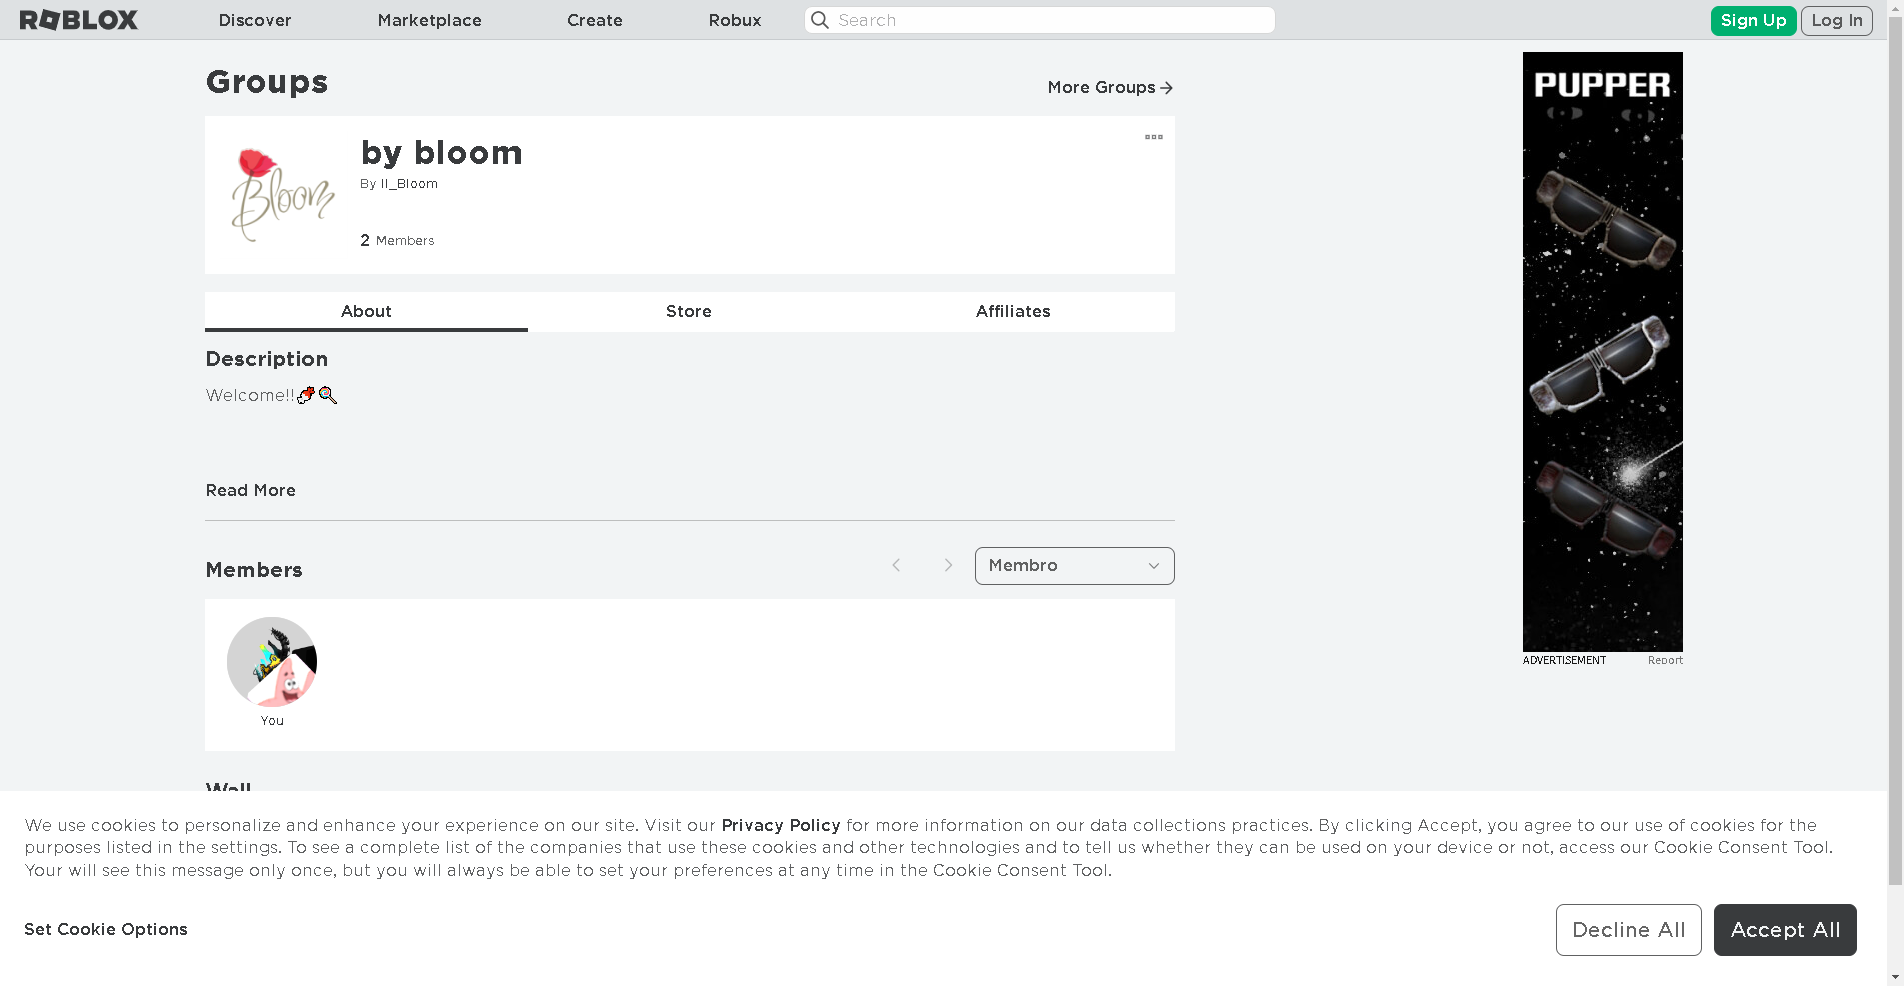 ROBLOX
Discover
Marketplace
Create
Robux
Search
Sign Up
Log In
Groups
More Groups
Bloom
by bloom
By II_Bloom
2 Members
About
Store
Affiliates
Description
Welcome!!
Read More
Members
Membro
You
Wall
PUPPER
ADVERTISEMENT
Report
We use cookies to personalize and enhance your experience on our site. Visit our Privacy Policy for more information on our data collections practices. By clicking Accept, you agree to our use of cookies for the
purposes listed in the settings. To see a complete list of the companies that use these cookies and other technologies and to tell us whether they can be used on your device or not, access our Cookie Consent Tool.
Your will see this message only once, but you will always be able to set your preferences at any time in the Cookie Consent Tool.
Set Cookie Options
Decline All
Accept All